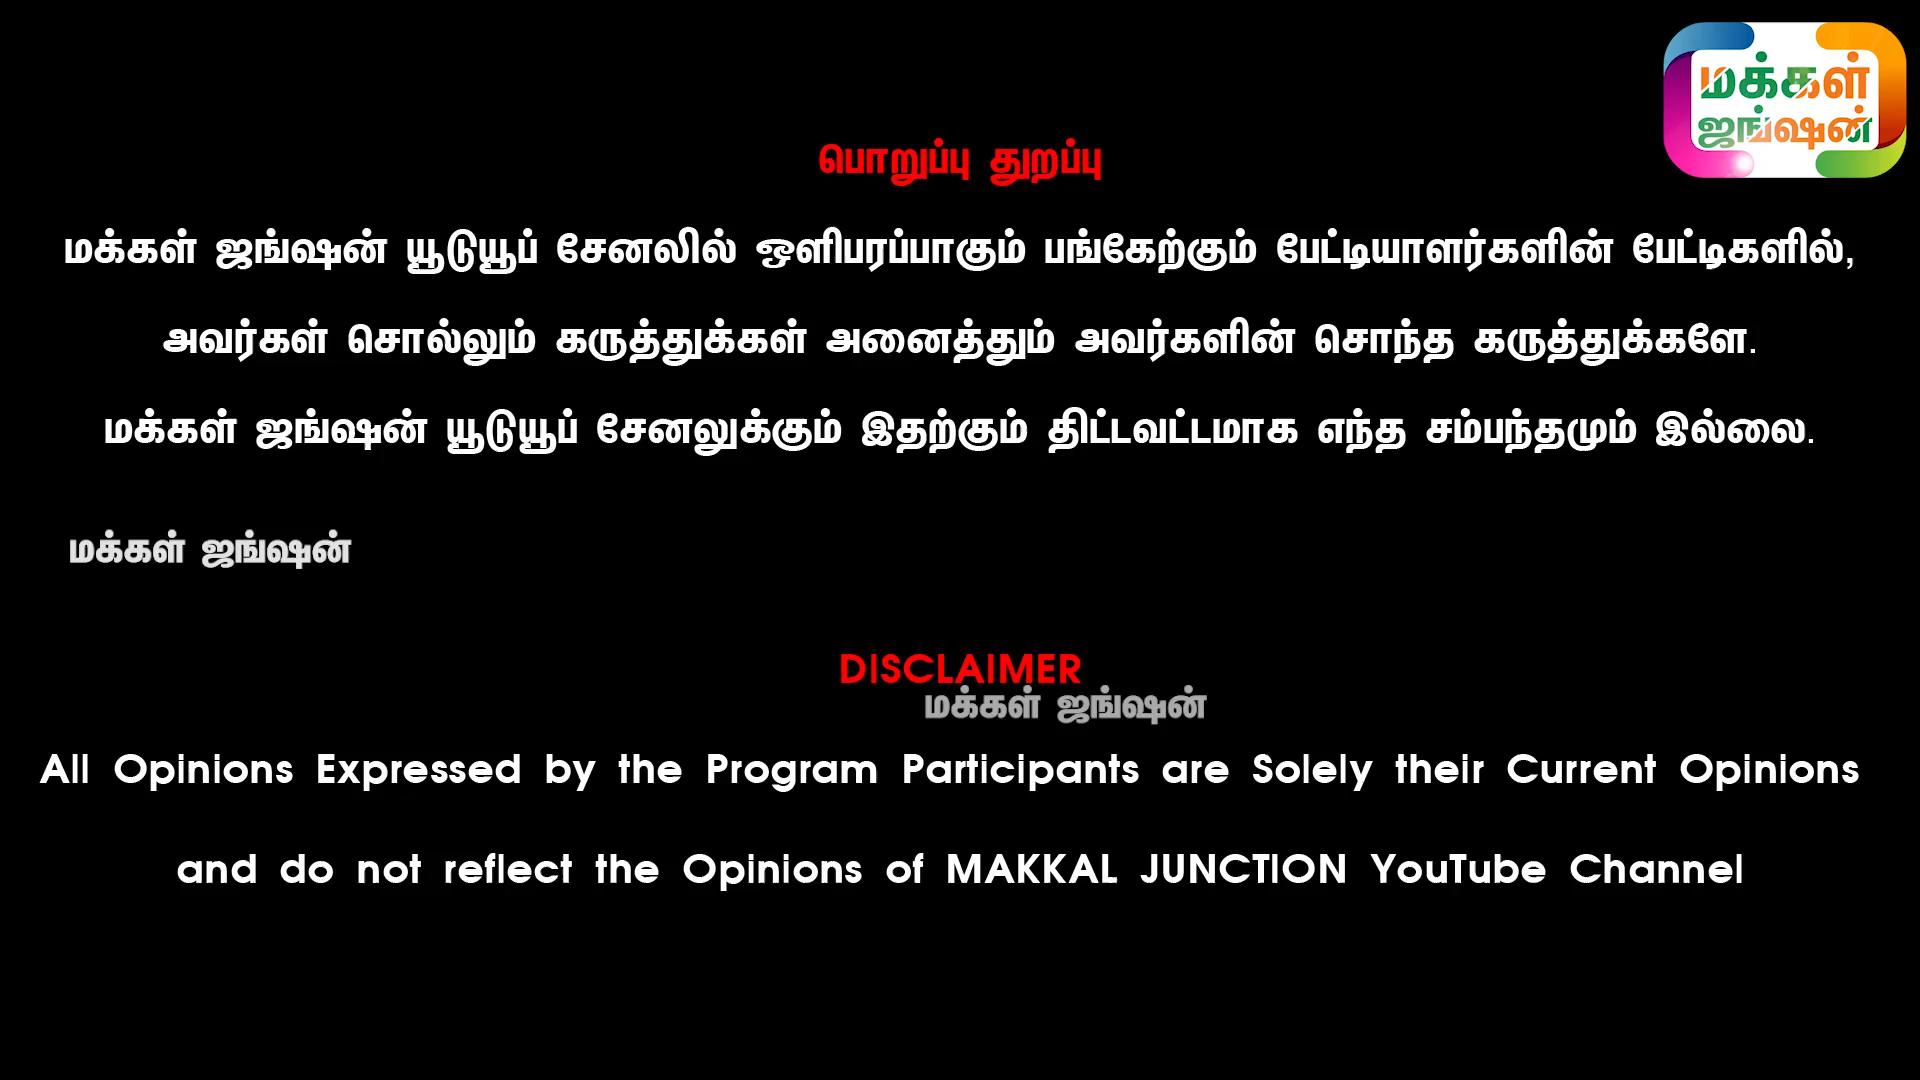 மக்கள்
ஜங்ஷன்
பொறுப்பு துறப்பு
மக்கள் ஜங்ஷன் யூடுயூப் சேனலில் ஒளிபரப்பாகும் பங்கேற்கும் பேட்டியாளர்களின் பேட்டிகளில்,
அவர்கள் சொல்லும் கருத்துக்கள் அனைத்தும் அவர்களின் சொந்த கருத்துக்களே.
மக்கள் ஜங்ஷன் யூடுயூப் சேனலுக்கும் இதற்கும் திட்டவட்டமாக எந்த சம்பந்தமும் இல்லை.
மக்கள் ஜங்ஷன்
DISCLAIMER
மக்கள் ஜங்ஷன்
All Opinions Expressed by the Program Participants are Solely their Current Opinions
and do not reflect the Opinions of MAKKAL JUNCTION YouTube Channel